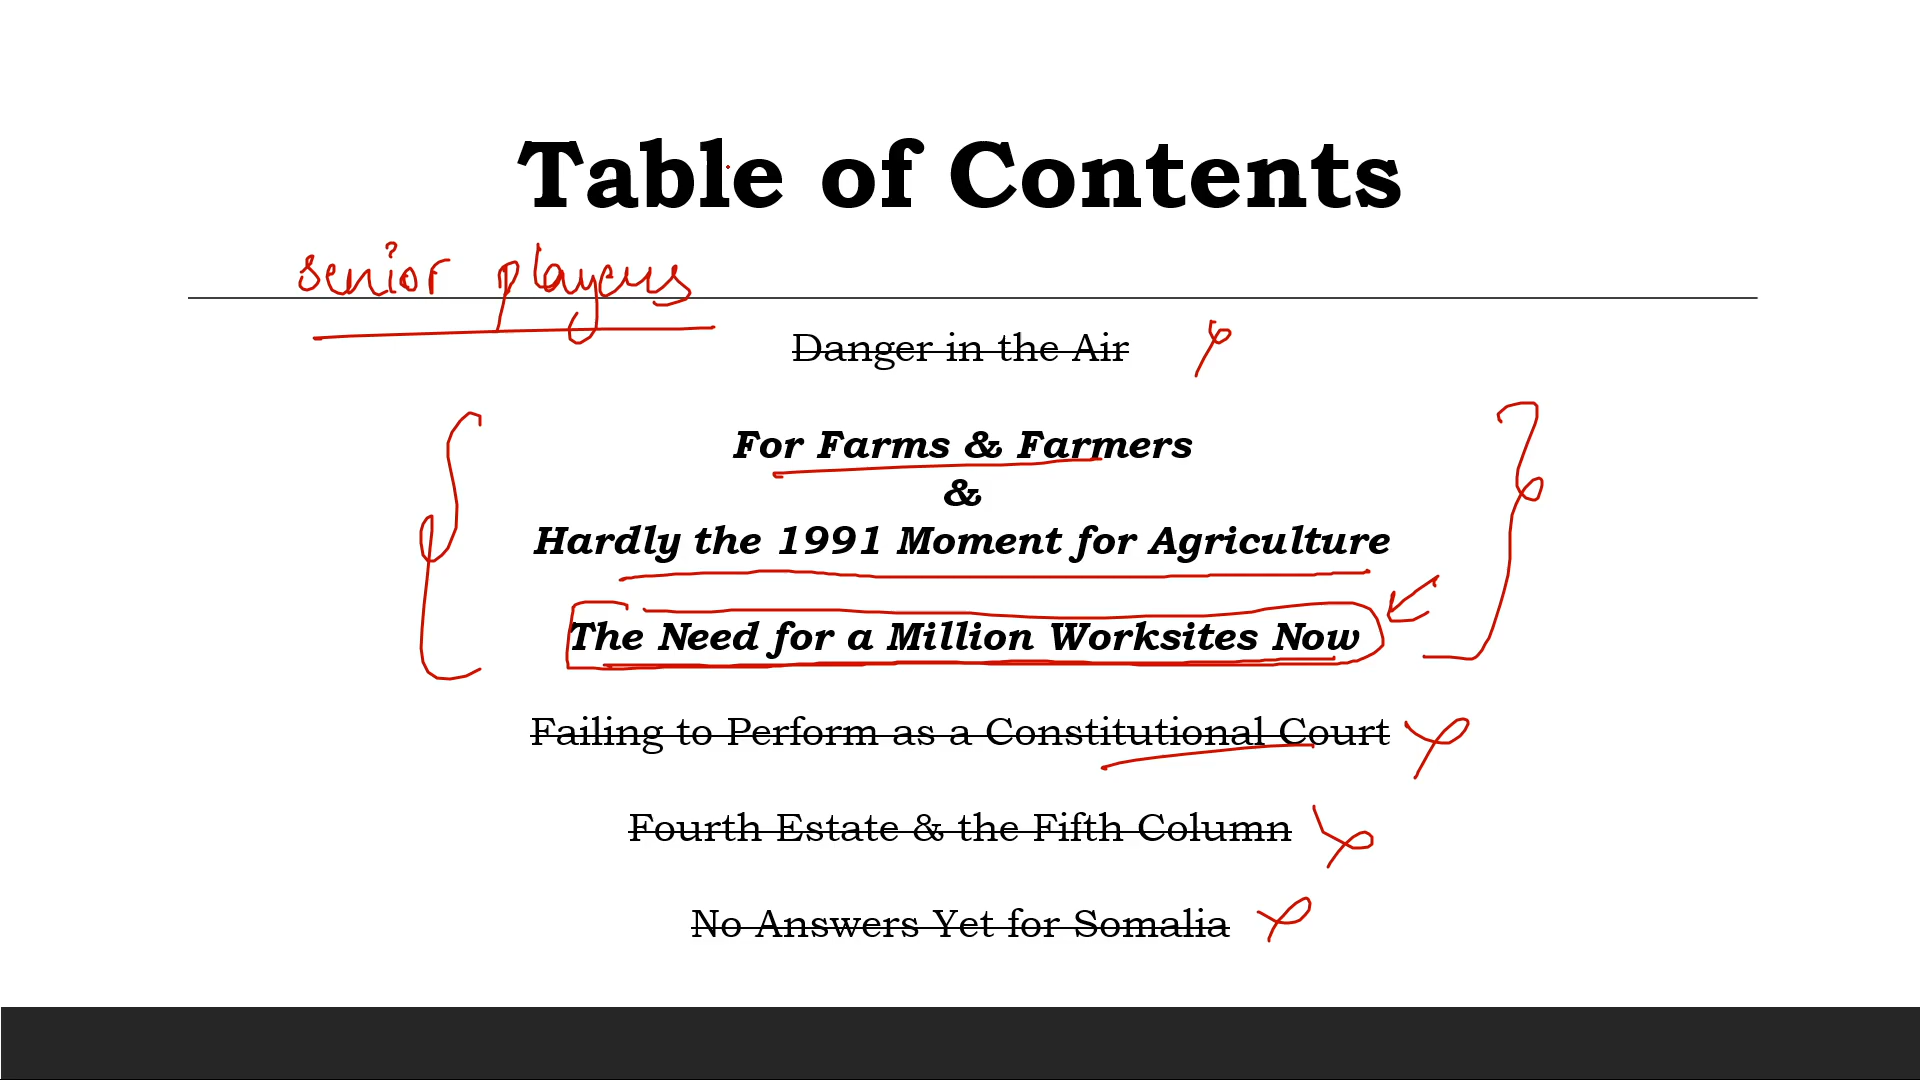 Table of Contents
senior players
Danger in the Air
For Farms & Farmers
&
Hardly the 1991 Moment for Agriculture
The Need for a Million Worksites Now
Failing to Perform as a Constitutional Court
Fourth Estate & the Fifth Column
No Answers Yet for Somalia